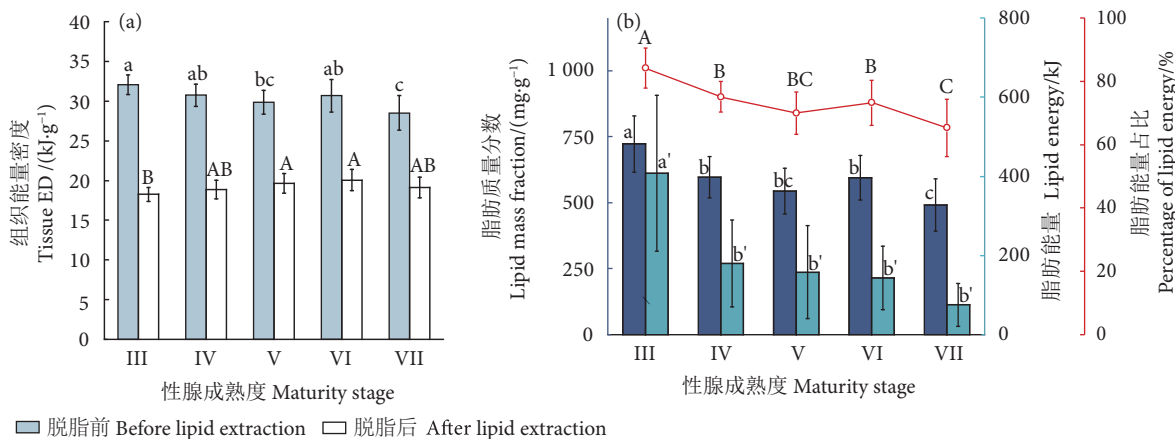 (a)
组织能量密度
Tissue ED /(kJ·g⁻¹)
40
35
30
25
20
15
10
5
0
a
ab
bc
ab
c
B
AB
A
A
AB
III
IV
V
VI
VII
性腺成熟度 Maturity stage
脱脂前 Before lipid extraction
脱脂后 After lipid extraction
(b)
脂肪质量分数
Lipid mass fraction/(mg·g⁻¹)
1 000
750
500
250
0
A
B
BC
B
C
a
b
bc
b
c
a'
b'
b'
b'
b'
III
IV
V
VI
VII
性腺成熟度 Maturity stage
800
600
400
200
0
脂肪能量 Lipid energy/kJ
100
80
60
40
20
0
脂肪能量占比
Percentage of lipid energy/%